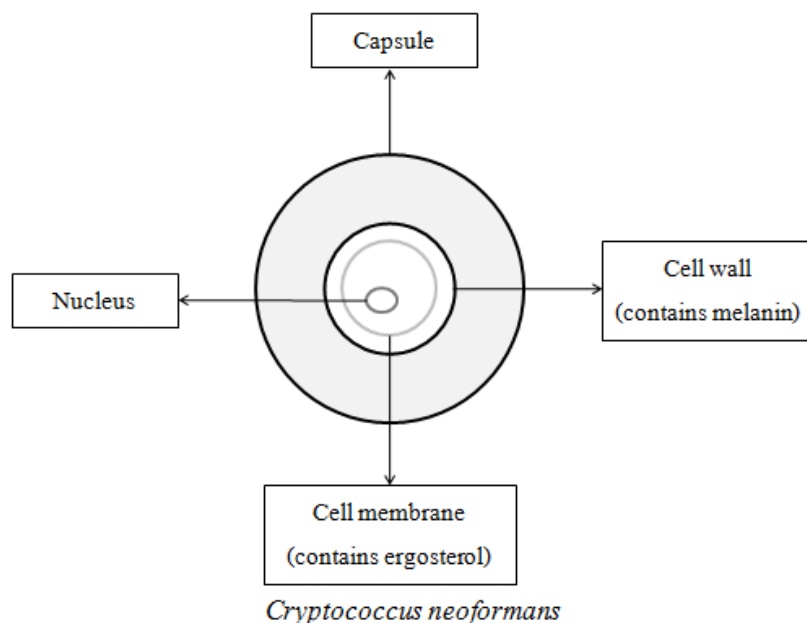 Capsule
Nucleus
Cell wall
(contains melanin)
Cell membrane
(contains ergosterol)
Cryptococcus neoformans